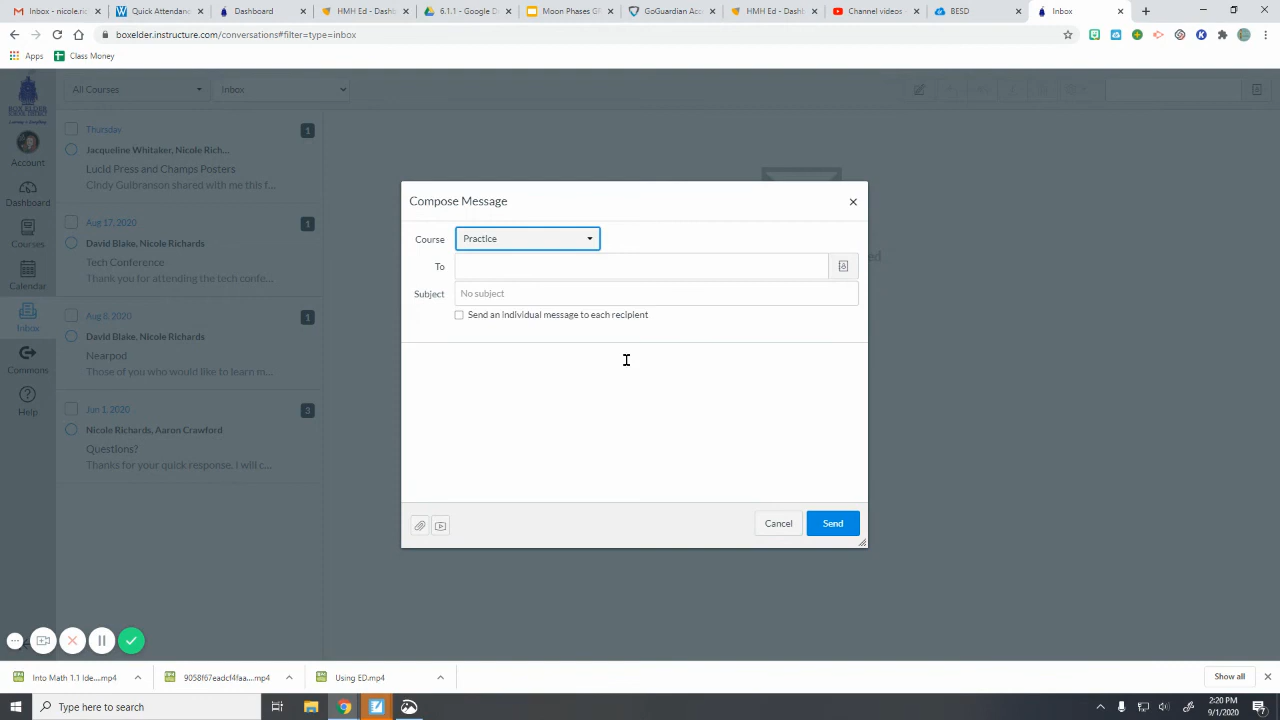 Inbox - nicole.ri
Quick Attendanc
Dashboard
HMH Ed - Dashb
6.1.1 - Google D
Moon Phases G
GoGuardian Acc
HMH Ed - Dashb
Channel videos
BESD
Inbox
boxelder.instructure.com/conversations#filter=type=inbox
Apps
Class Money
BOX ELDER
All Courses
Inbox
Account
Dashboard
Courses
Calendar
Inbox
Commons
Help
Thursday
1
Jacqueline Whitaker, Nicole Rich...
Lucid Press and Champs Posters
Cindy Gulbranson shared with me this f...
Aug 17, 2020
1
David Blake, Nicole Richards
Tech Conference
Thank you for attending the tech confe...
Aug 8, 2020
1
David Blake, Nicole Richards
Nearpod
Those of you who would like to learn m...
Jun 1, 2020
3
Nicole Richards, Aaron Crawford
Questions?
Thanks for your quick response. I will c...
Compose Message
Course
Practice
To
Subject
No subject
Send an individual message to each recipient
Cancel
Send
ed
Into Math 1.1 Ide....mp4
9058f67eadcf4faa....mp4
Using ED.mp4
Show all
Type here to search
2:20 PM
9/1/2020